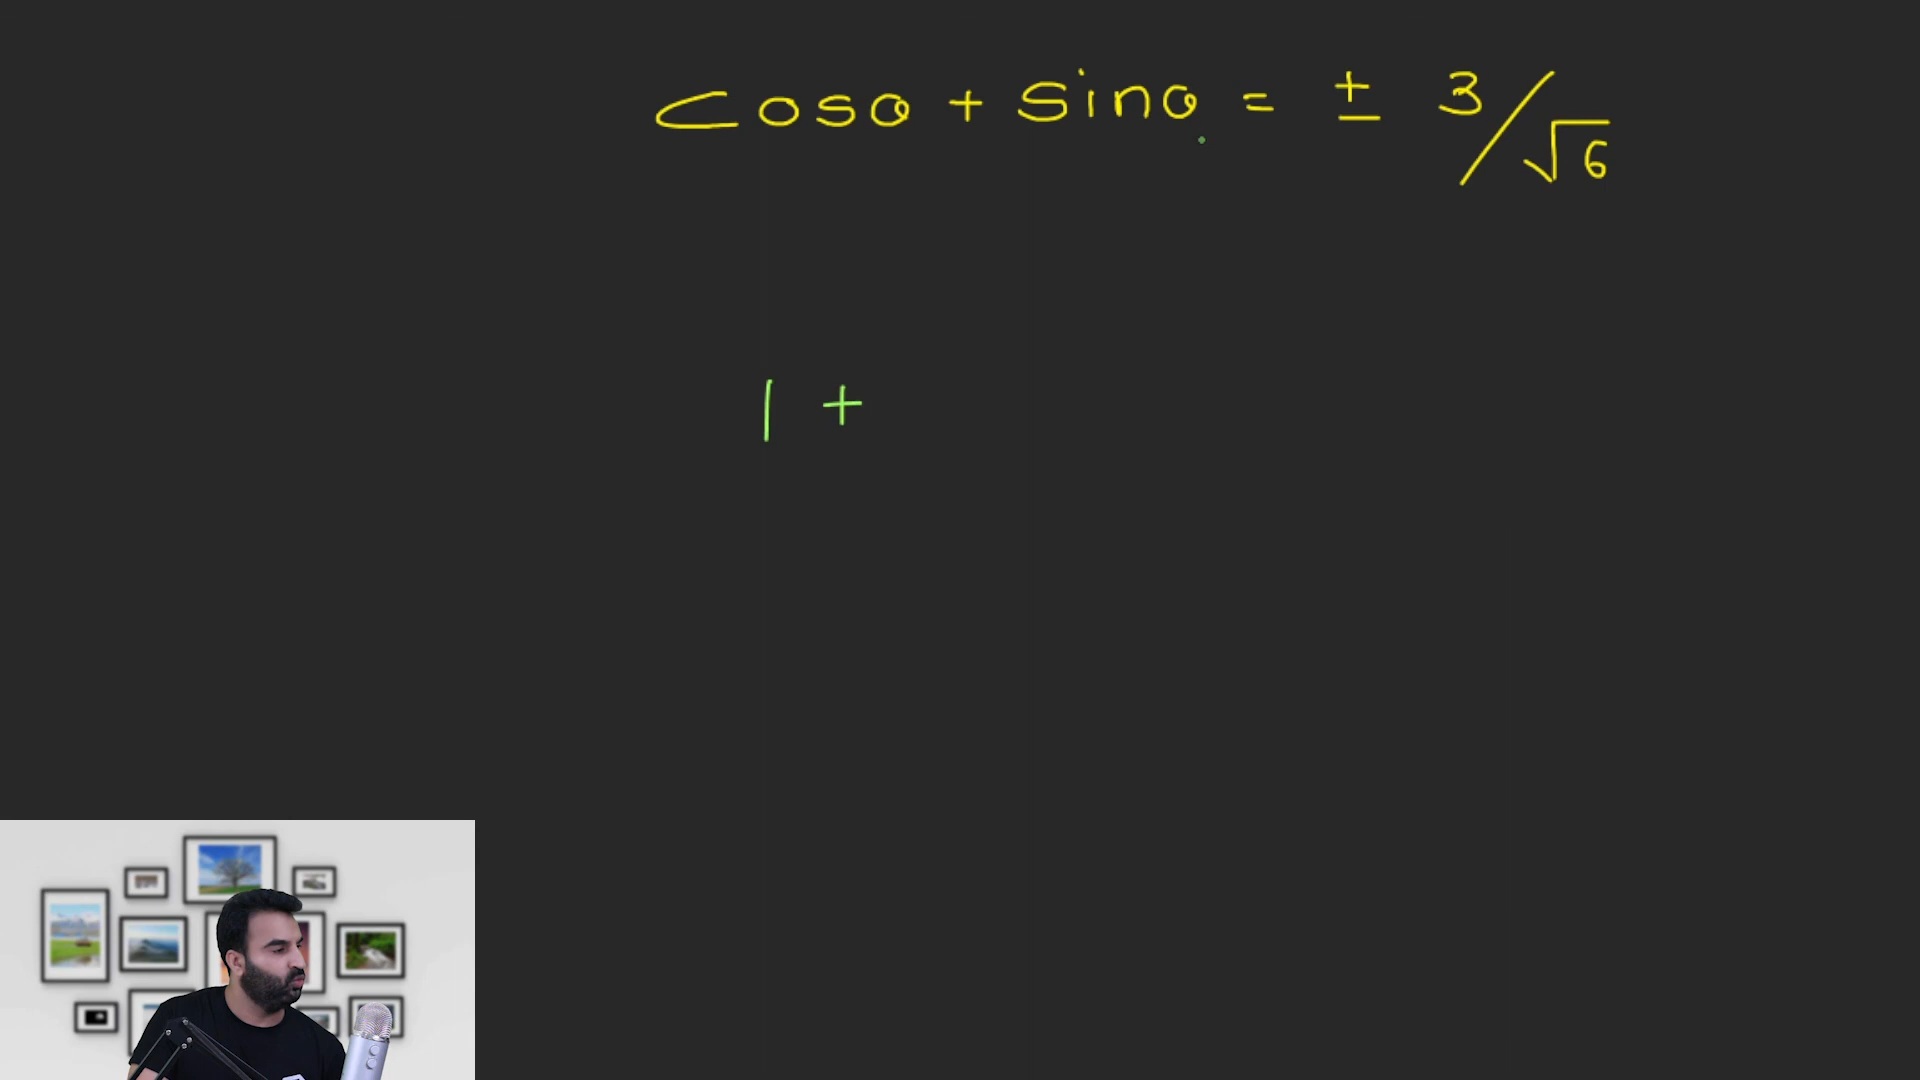 cosθ + sinθ = ± 3/√6
1 +